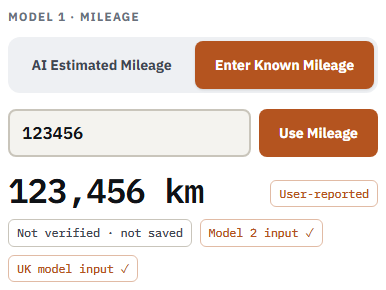 MODEL 1 · MILEAGE
AI Estimated Mileage Enter Known Mileage
123456 Use Mileage
123,456 km User-reported
Not verified · not saved Model 2 input ✓
UK model input ✓